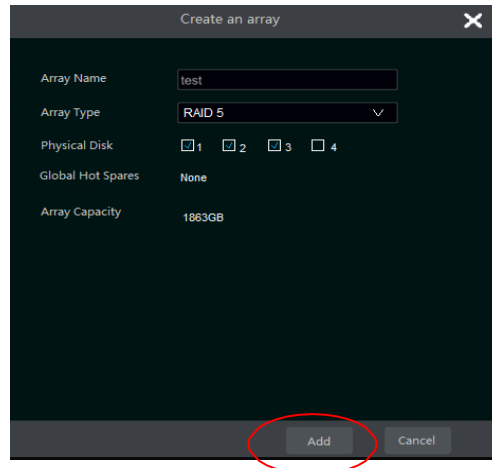 Create an array
Array Name test
Array Type RAID 5
Physical Disk 1 2 3 4
Global Hot Spares None
Array Capacity 1863GB
Add Cancel